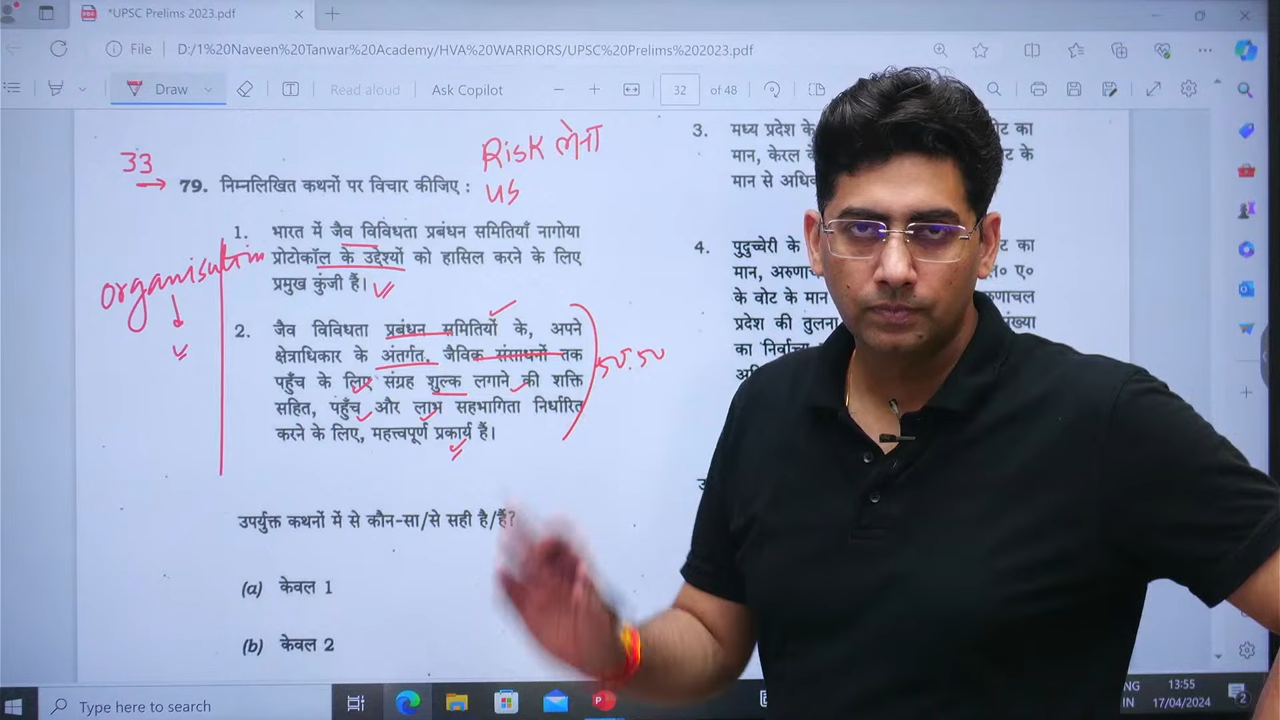 *UPSC Prelims 2023.pdf
File
D:/1%20Naveen%20Tanwar%20Academy/HVA%20WARRIORS/UPSC%20Prelims%202023.pdf
Draw
Read aloud
Ask Copilot
32
of 48
33
Risk लेना
us
79. निम्नलिखित कथनों पर विचार कीजिए :
1. भारत में जैव विविधता प्रबंधन समितियाँ नागोया
प्रोटोकॉल के उद्देश्यों को हासिल करने के लिए
प्रमुख कुंजी हैं।
organisation
2. जैव विविधता प्रबंधन समितियों के, अपने
क्षेत्राधिकार के अंतर्गत, जैविक संसाधनों तक
पहुँच के लिए संग्रह शुल्क लगाने की शक्ति
सहित, पहुँच और लाभ सहभागिता निर्धारित
करने के लिए, महत्त्वपूर्ण प्रकार्य हैं।
50.50
उपर्युक्त कथनों में से कौन-सा/से सही है/हैं?
(a) केवल 1
(b) केवल 2
3. मध्य प्रदेश के वोट का
मान, केरल के वोट के
मान से अधि
4. पुदुच्चेरी के वोट का
मान, अरुणा
के वोट के मान
प्रदेश की तुलना संख्या
का निर्वाच
Type here to search
ENG
IN
13:55
17/04/2024
2